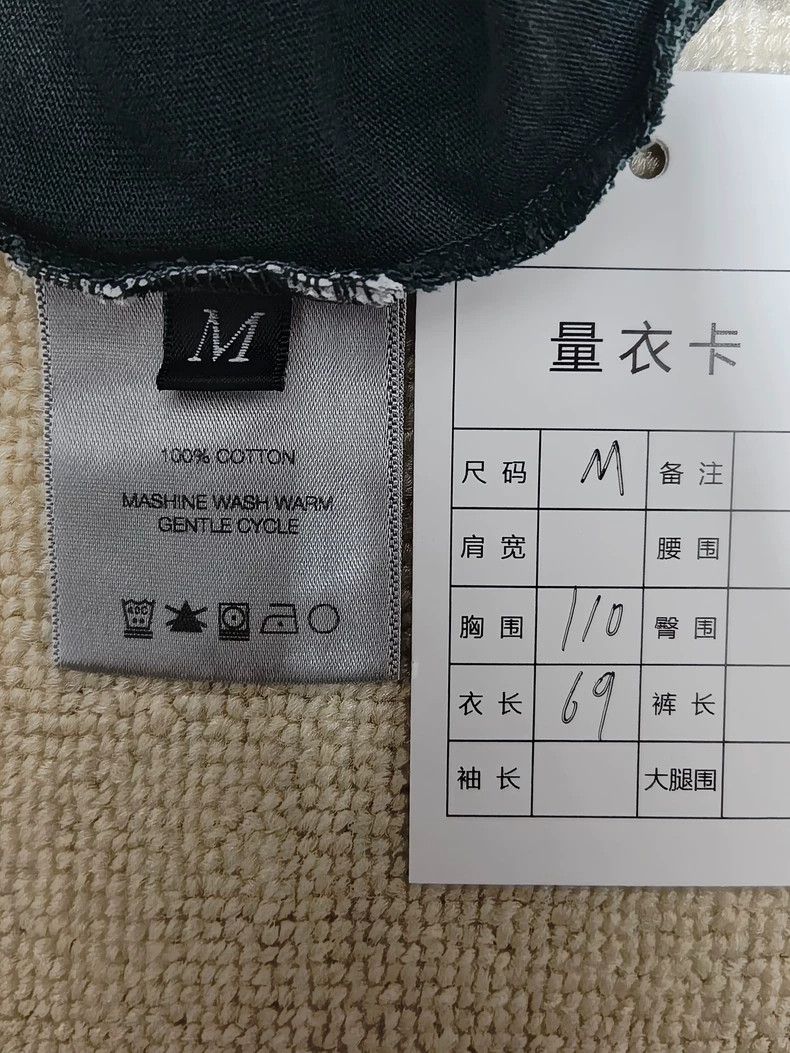 M
100% COTTON
MASHINE WASH WARM
GENTLE CYCLE
量衣卡
尺码 M 备注
肩宽 腰围
胸围 110 臀围
衣长 69 裤长
袖长 大腿围